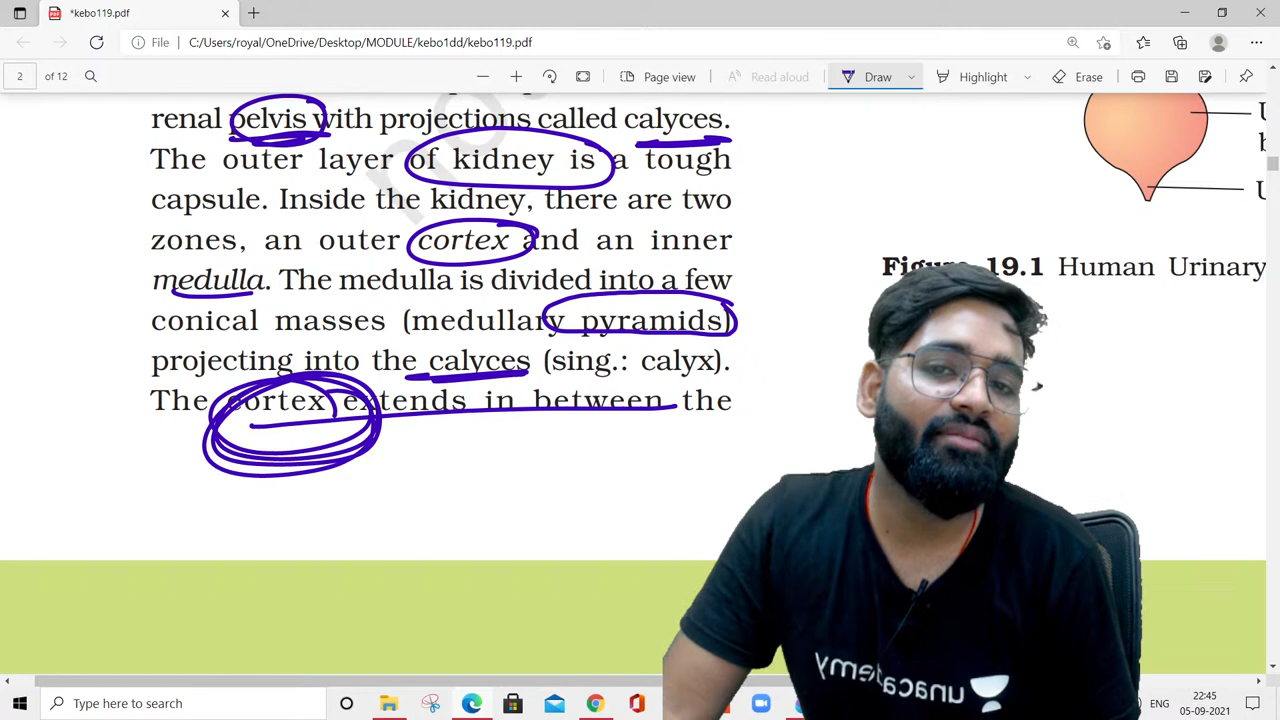 *kebo119.pdf
File
C:/Users/royal/OneDrive/Desktop/MODULE/kebo1dd/kebo119.pdf
2 of 12
Page view
Read aloud
Draw
Highlight
Erase
renal pelvis with projections called calyces.
The outer layer of kidney is a tough
capsule. Inside the kidney, there are two
zones, an outer cortex and an inner
medulla. The medulla is divided into a few
conical masses (medullary pyramids)
projecting into the calyces (sing.: calyx).
The cortex extends in between the
Figure 19.1 Human Urinary
unacademy
Type here to search
ENG
22:45
05-09-2021